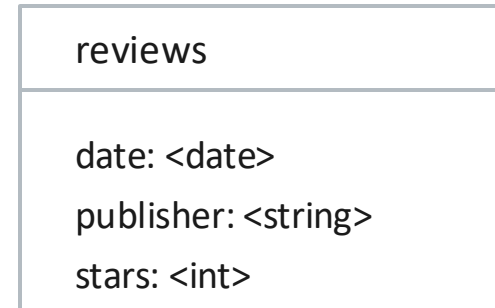 reviews
date: <date>
publisher: <string>
stars: <int>